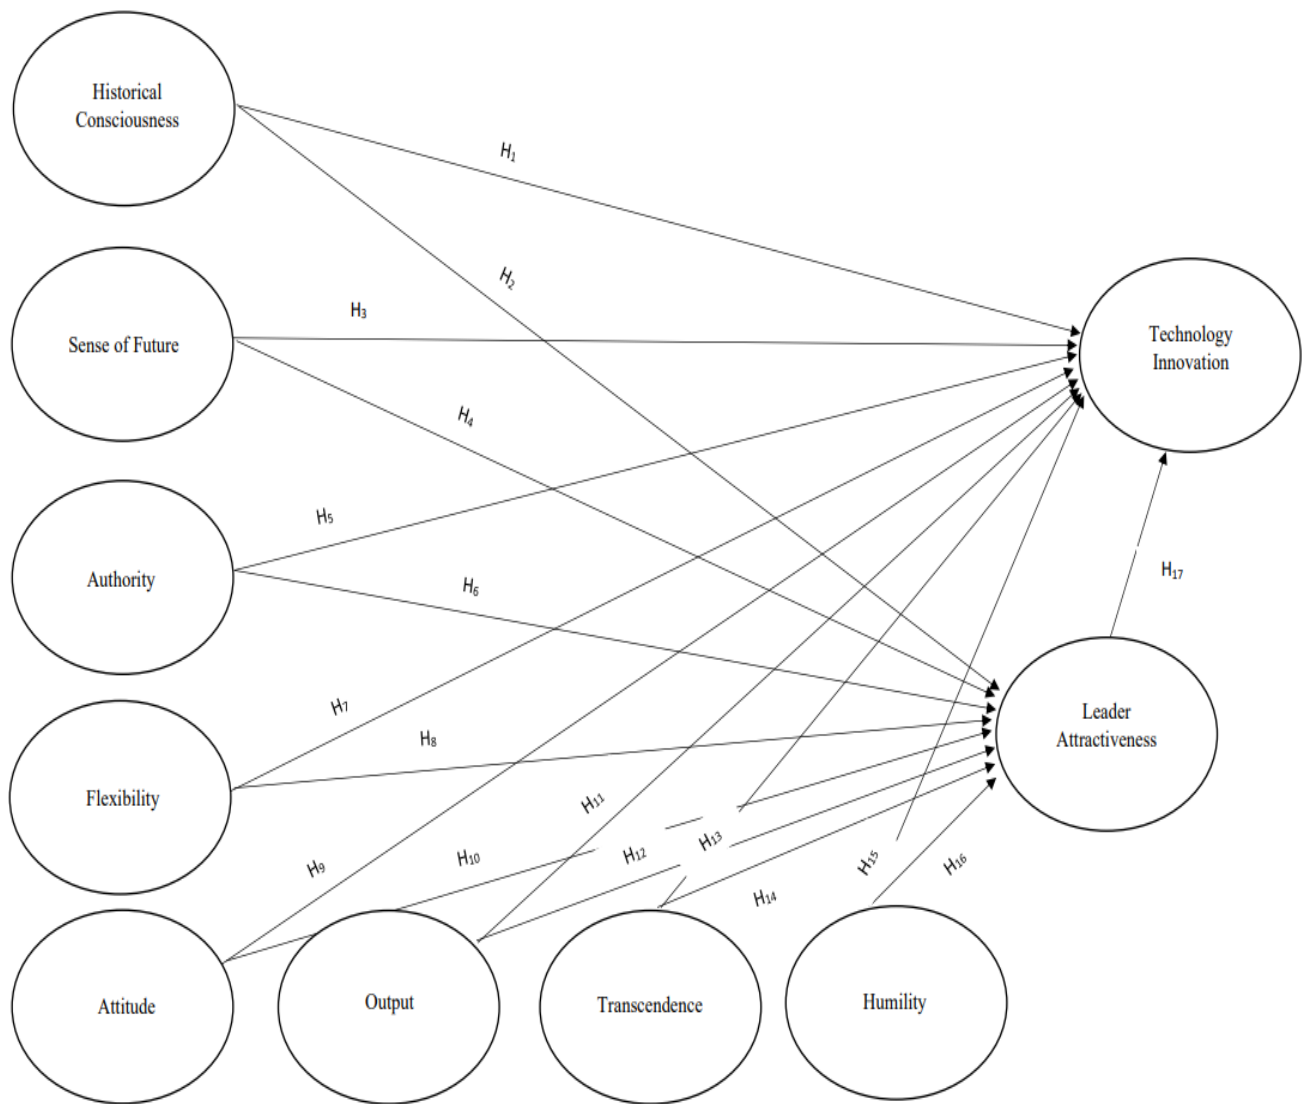 Historical
Consciousness
H₁
H₂
H₃
Sense of Future
Technology
Innovation
H₄
H₅
Authority
H₆
H₁₇
H₇
H₈
Leader
Attractiveness
Flexibility
H₁₁
H₉
H₁₀
H₁₂
H₁₃
H₁₅
H₁₆
H₁₄
Attitude
Output
Transcendence
Humility